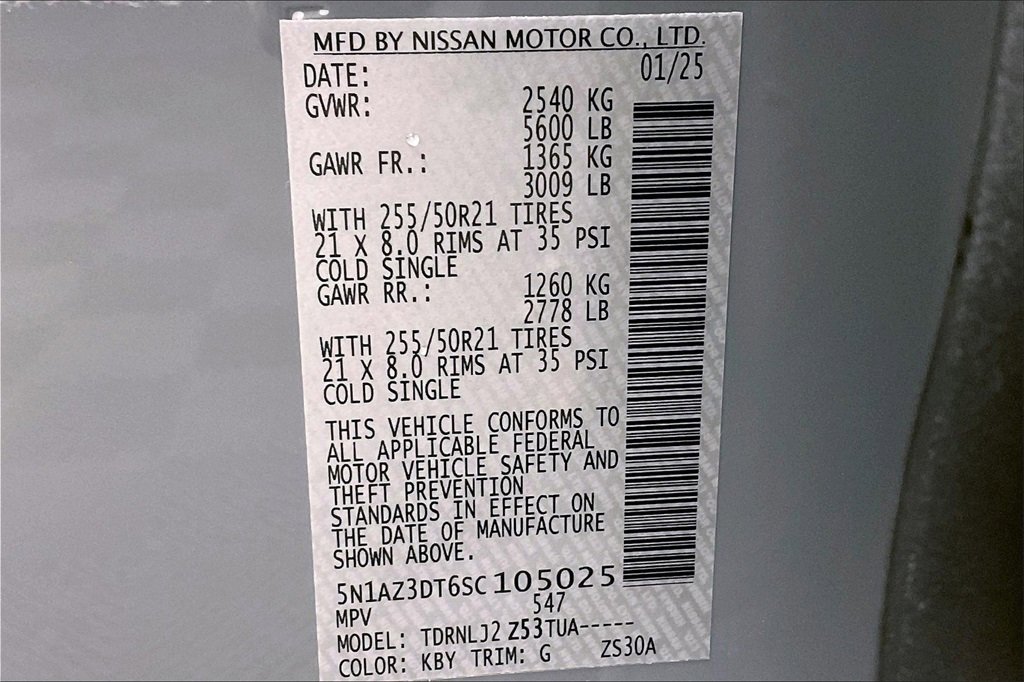 MFD BY NISSAN MOTOR CO., LTD.
DATE: 01/25
GVWR: 2540 KG
5600 LB
GAWR FR.: 1365 KG
3009 LB
WITH 255/50R21 TIRES
21 X 8.0 RIMS AT 35 PSI
COLD SINGLE
GAWR RR.: 1260 KG
2778 LB
WITH 255/50R21 TIRES
21 X 8.0 RIMS AT 35 PSI
COLD SINGLE
THIS VEHICLE CONFORMS TO
ALL APPLICABLE FEDERAL
MOTOR VEHICLE SAFETY AND
THEFT PREVENTION
STANDARDS IN EFFECT ON
THE DATE OF MANUFACTURE
SHOWN ABOVE.
5N1AZ3DT6SC105025
MPV 547
MODEL: TDRNLJ2 Z53TUA-----
COLOR: KBY TRIM: G ZS30A